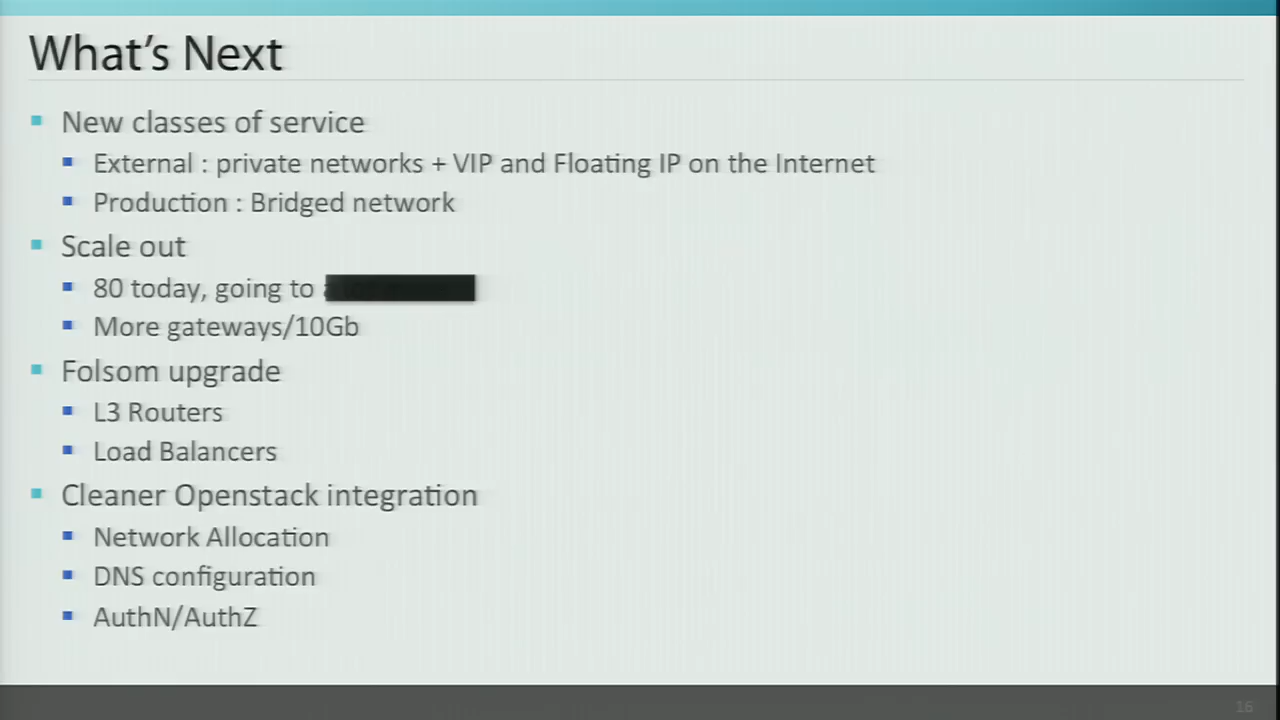 What's Next
New classes of service
External : private networks + VIP and Floating IP on the Internet
Production : Bridged network
Scale out
80 today, going to
More gateways/10Gb
Folsom upgrade
L3 Routers
Load Balancers
Cleaner Openstack integration
Network Allocation
DNS configuration
AuthN/AuthZ
16